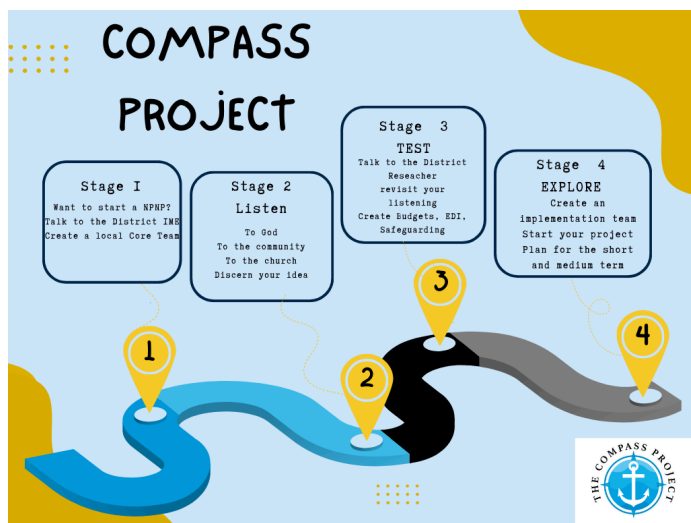 COMPASS
PROJECT
Stage I
Want to start a NPNP?
Talk to the District IME
Create a local Core Team
Stage 2
Listen
To God
To the community
To the church
Discern your idea
Stage 3
TEST
Talk to the District
Reseacher
revisit your
listening
Create Budgets, EDI,
Safeguarding
Stage 4
EXPLORE
Create an
implementation team
Start your project
Plan for the short
and medium term
1
2
3
4
THE COMPASS PROJECT